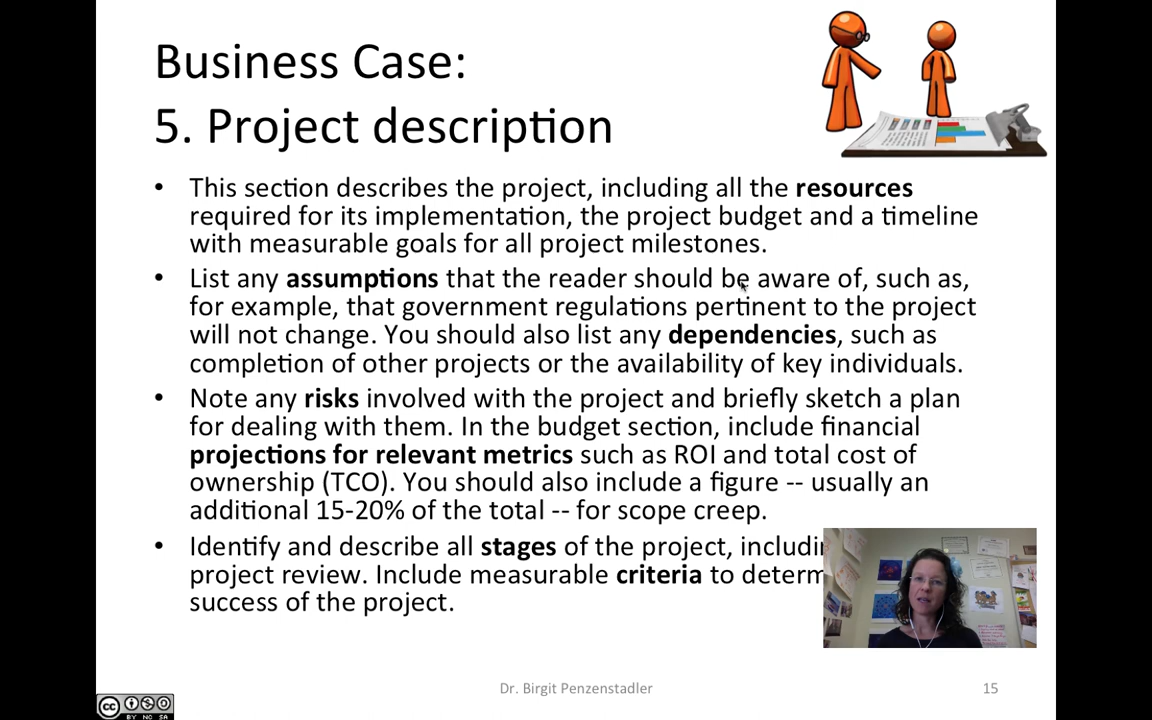 Business Case:
5. Project description
• This section describes the project, including all the resources
required for its implementation, the project budget and a timeline
with measurable goals for all project milestones.
• List any assumptions that the reader should be aware of, such as,
for example, that government regulations pertinent to the project
will not change. You should also list any dependencies, such as
completion of other projects or the availability of key individuals.
• Note any risks involved with the project and briefly sketch a plan
for dealing with them. In the budget section, include financial
projections for relevant metrics such as ROI and total cost of
ownership (TCO). You should also include a figure -- usually an
additional 15-20% of the total -- for scope creep.
• Identify and describe all stages of the project, includin
project review. Include measurable criteria to determ
success of the project.
Dr. Birgit Penzenstadler
15
cc
BY NC SA